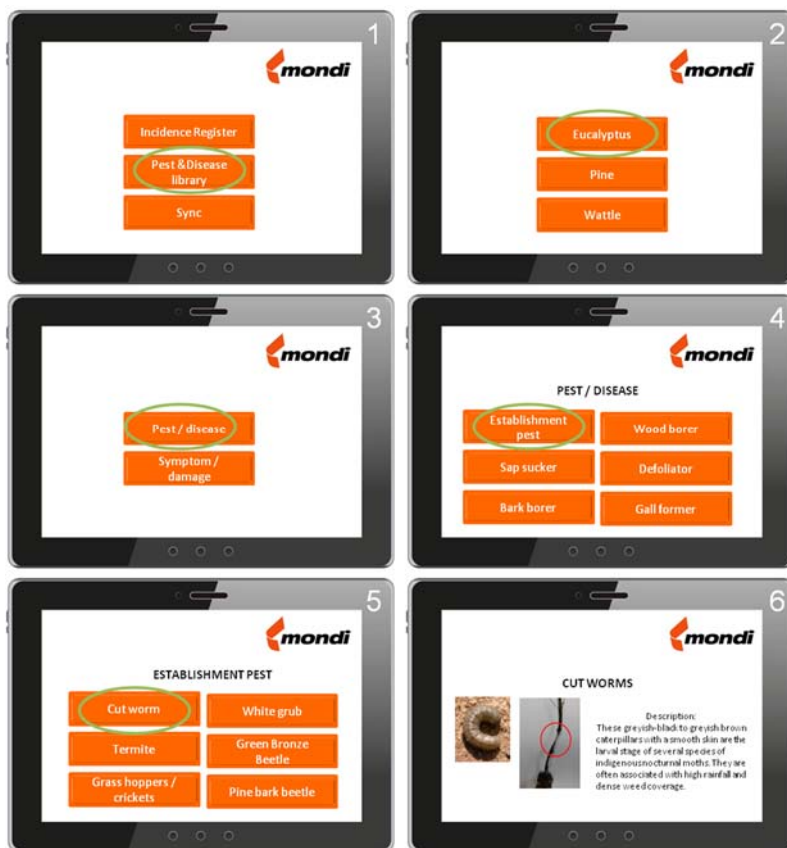 1
mondi
Incidence Register
Pest & Disease
library
Sync
2
mondi
Eucalyptus
Pine
Wattle
3
mondi
Pest / disease
Symptom /
damage
4
mondi
PEST / DISEASE
Establishment
pest
Wood borer
Sap sucker
Defoliator
Bark borer
Gall former
5
mondi
ESTABLISHMENT PEST
Cut worm
White grub
Termite
Green Bronze
Beetle
Grass hoppers /
crickets
Pine bark beetle
6
mondi
CUT WORMS
Description:
These greyish-black to greyish brown
caterpillars with a smooth skin are the
larval stage of several species of
indigenous nocturnal moths. They are
often associated with high rainfall and
dense weed coverage.